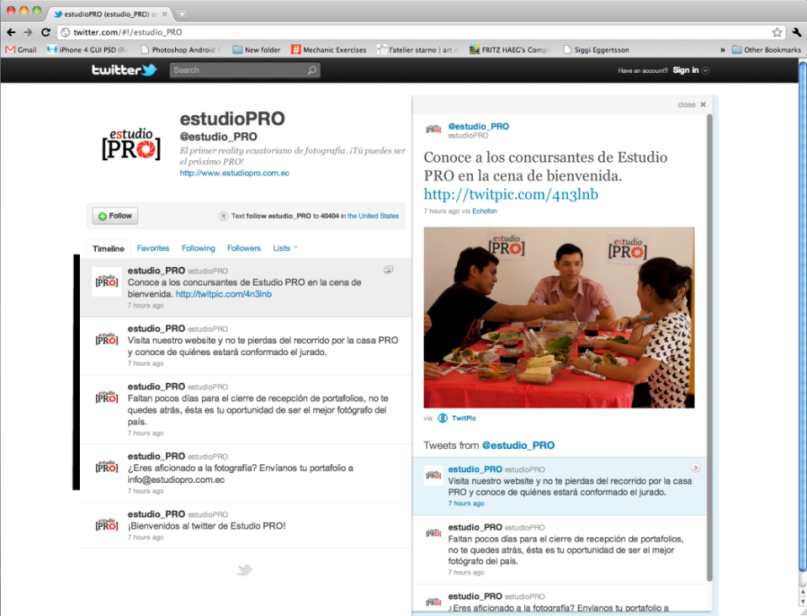 estudioPRO (estudio_PRO) o
twitter.com/#!/estudio_PRO
Gmail
iPhone 4 GUI PSD (R
Photoshop Android
New folder
Mechanic Exercises
l'atelier starno | art
FRITZ HAEG's Compl
Siggi Eggertsson
»
Other Bookmarks
twitter
Search
Have an account? Sign in
estudio
[PRO]
estudioPRO
@estudio_PRO
El primer reality ecuatoriano de fotografía. ¡Tú puedes ser
el próximo PRO!
http://www.estudiopro.com.ec
Follow
Text follow estudio_PRO to 40404 in the United States
Timeline
Favorites
Following
Followers
Lists
estudio_PRO estudioPRO
Conoce a los concursantes de Estudio PRO en la cena de
bienvenida. http://twitpic.com/4n3lnb
7 hours ago
estudio_PRO estudioPRO
Visita nuestro website y no te pierdas del recorrido por la casa PRO
y conoce de quiénes estará conformado el jurado.
7 hours ago
estudio_PRO estudioPRO
Faltan pocos días para el cierre de recepción de portafolios, no te
quedes atrás, ésta es tu oportunidad de ser el mejor fotógrafo del
país.
7 hours ago
estudio_PRO estudioPRO
¿Eres aficionado a la fotografía? Envíanos tu portafolio a
info@estudiopro.com.ec
7 hours ago
estudio_PRO estudioPRO
¡Bienvenidos al twitter de Estudio PRO!
7 hours ago
close ×
@estudio_PRO
estudioPRO
Conoce a los concursantes de Estudio
PRO en la cena de bienvenida.
http://twitpic.com/4n3lnb
7 hours ago via Echofon
estudio
[PRO]
estudio
[PRO]
via TwitPic
Tweets from @estudio_PRO
estudio_PRO estudioPRO
Visita nuestro website y no te pierdas del recorrido por la casa
PRO y conoce de quiénes estará conformado el jurado.
7 hours ago
estudio_PRO estudioPRO
Faltan pocos días para el cierre de recepción de portafolios,
no te quedes atrás, ésta es tu oportunidad de ser el mejor
fotógrafo del país.
7 hours ago
estudio_PRO estudioPRO
¿Eres aficionado a la fotografía? Envíanos tu portafolio a